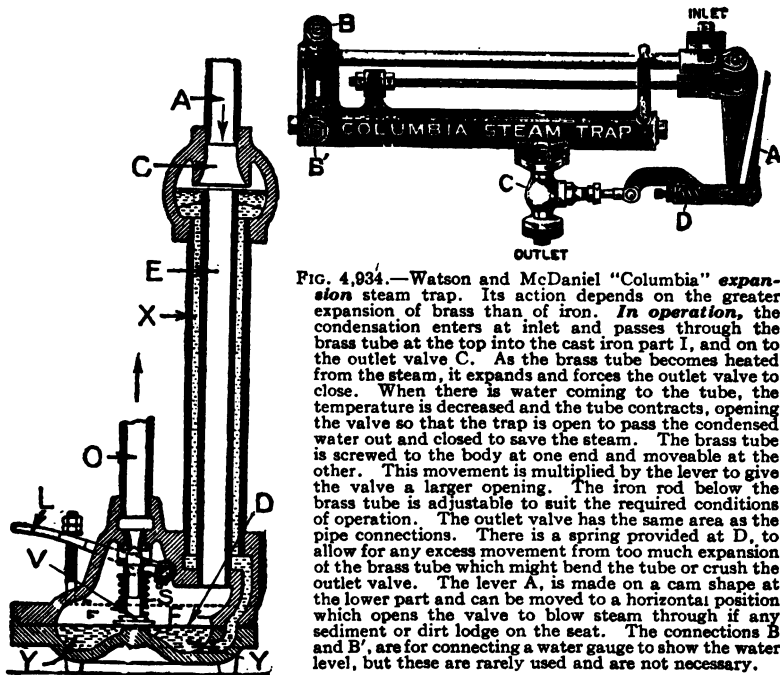 A
C
E
X
O
L
D
V
S
F
F
Y
Y
INLET
B
COLUMBIA STEAM TRAP
B'
A
C
D
OUTLET
FIG. 4,934.—Watson and McDaniel "Columbia" expan-
sion steam trap. Its action depends on the greater
expansion of brass than of iron. In operation, the
condensation enters at inlet and passes through the
brass tube at the top into the cast iron part I, and on to
the outlet valve C. As the brass tube becomes heated
from the steam, it expands and forces the outlet valve to
close. When there is water coming to the tube, the
temperature is decreased and the tube contracts, opening
the valve so that the trap is open to pass the condensed
water out and closed to save the steam. The brass tube
is screwed to the body at one end and moveable at the
other. This movement is multiplied by the lever to give
the valve a larger opening. The iron rod below the
brass tube is adjustable to suit the required conditions
of operation. The outlet valve has the same area as the
pipe connections. There is a spring provided at D, to
allow for any excess movement from too much expansion
of the brass tube which might bend the tube or crush the
outlet valve. The lever A, is made on a cam shape at
the lower part and can be moved to a horizontal position
which opens the valve to blow steam through if any
sediment or dirt lodge on the seat. The connections B
and B', are for connecting a water gauge to show the water
level, but these are rarely used and are not necessary.